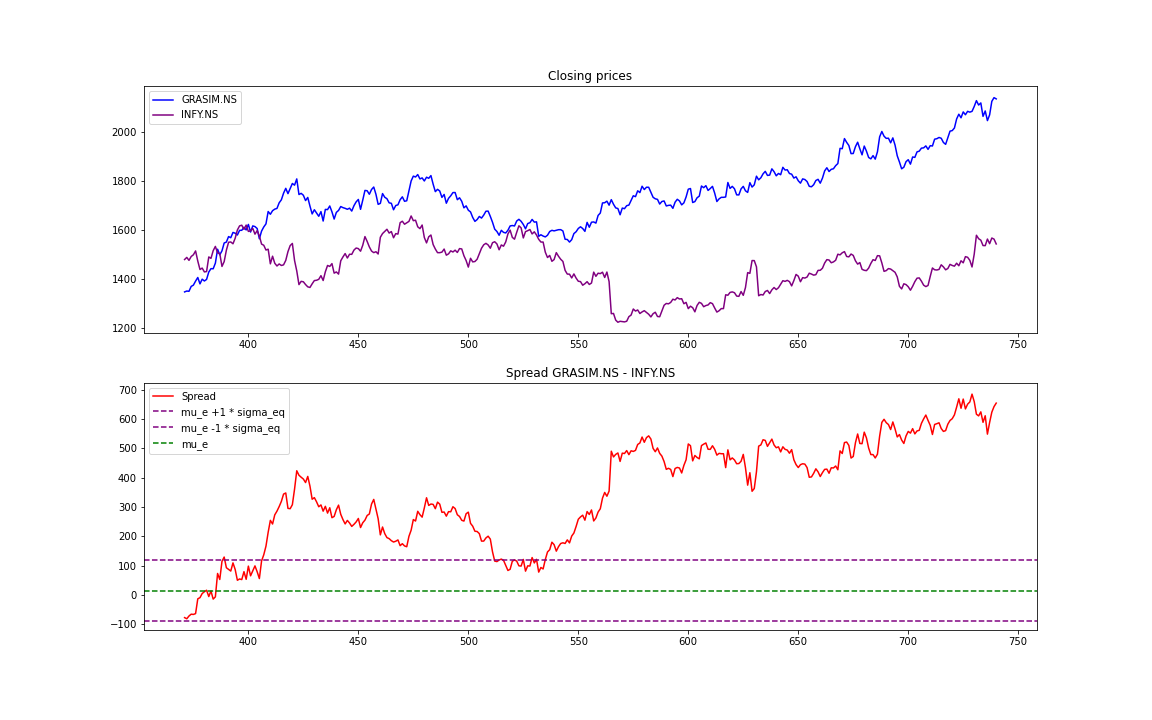 Closing prices
GRASIM.NS
INFY.NS
2000
1800
1600
1400
1200
400 450 500 550 600 650 700 750
Spread GRASIM.NS - INFY.NS
Spread
mu_e +1 * sigma_eq
mu_e -1 * sigma_eq
mu_e
700
600
500
400
300
200
100
0
−100
400 450 500 550 600 650 700 750